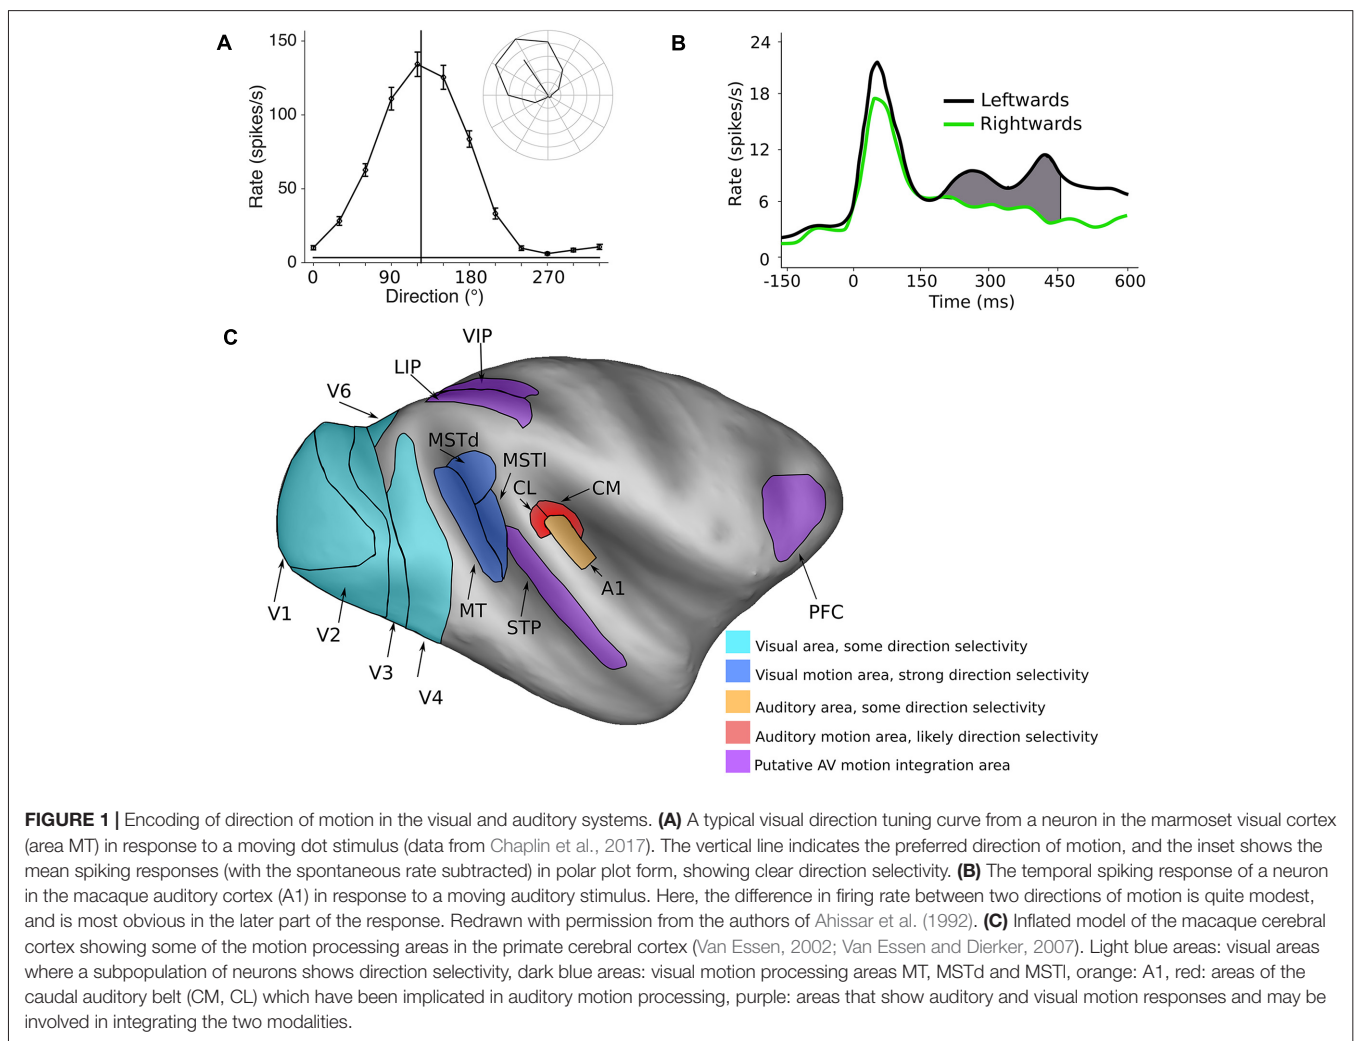 A
150
100
50
0
Rate (spikes/s)
0 90 180 270
Direction (°)
B
24
18
12
6
0
Rate (spikes/s)
Leftwards
Rightwards
-150 0 150 300 450 600
Time (ms)
C
VIP
LIP
V6
MSTd
MSTl
CL
CM
A1
V1
V2
MT
STP
PFC
V3
V4
Visual area, some direction selectivity
Visual motion area, strong direction selectivity
Auditory area, some direction selectivity
Auditory motion area, likely direction selectivity
Putative AV motion integration area
FIGURE 1 | Encoding of direction of motion in the visual and auditory systems. (A) A typical visual direction tuning curve from a neuron in the marmoset visual cortex
(area MT) in response to a moving dot stimulus (data from Chaplin et al., 2017). The vertical line indicates the preferred direction of motion, and the inset shows the
mean spiking responses (with the spontaneous rate subtracted) in polar plot form, showing clear direction selectivity. (B) The temporal spiking response of a neuron
in the macaque auditory cortex (A1) in response to a moving auditory stimulus. Here, the difference in firing rate between two directions of motion is quite modest,
and is most obvious in the later part of the response. Redrawn with permission from the authors of Ahissar et al. (1992). (C) Inflated model of the macaque cerebral
cortex showing some of the motion processing areas in the primate cerebral cortex (Van Essen, 2002; Van Essen and Dierker, 2007). Light blue areas: visual areas
where a subpopulation of neurons shows direction selectivity, dark blue areas: visual motion processing areas MT, MSTd and MSTl, orange: A1, red: areas of the
caudal auditory belt (CM, CL) which have been implicated in auditory motion processing, purple: areas that show auditory and visual motion responses and may be
involved in integrating the two modalities.